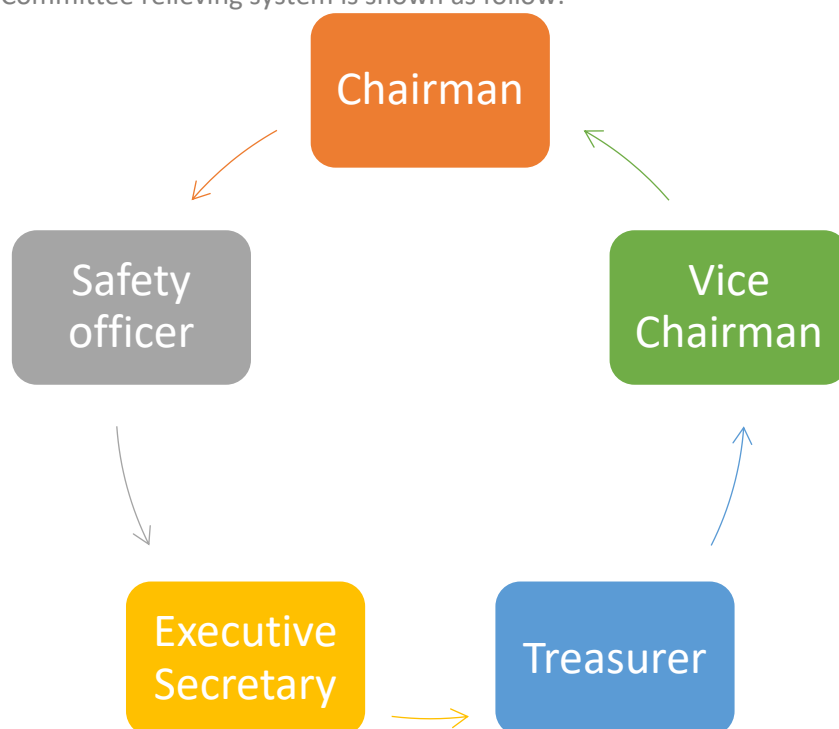 Committee relieving system is shown as follow:
Chairman
Safety
officer
Vice
Chairman
Executive
Secretary
Treasurer